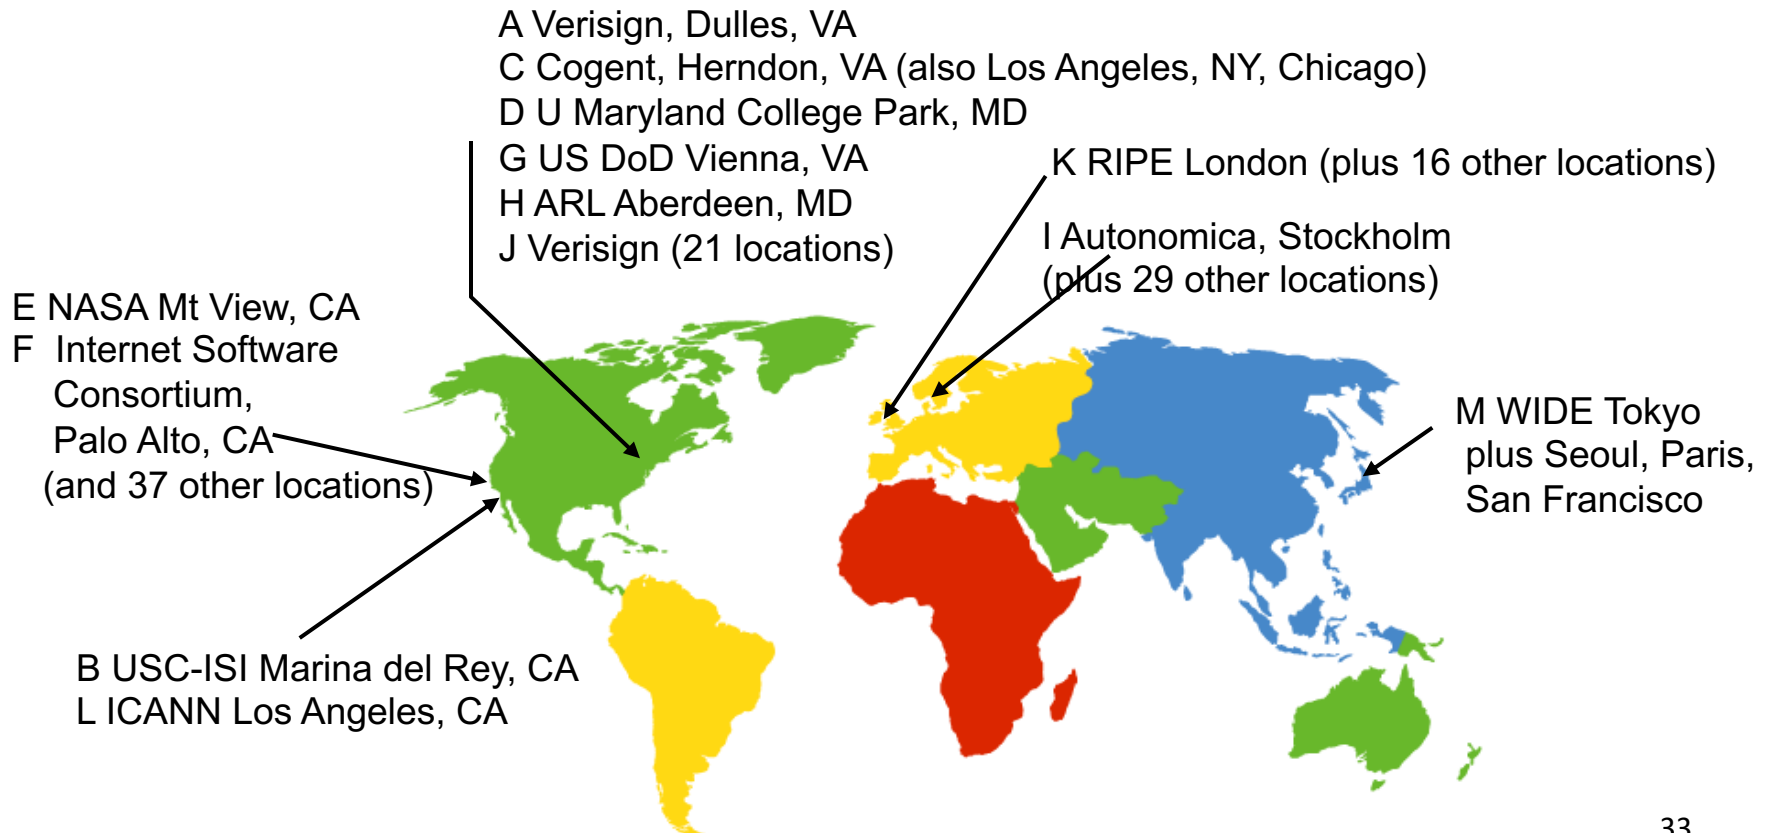 A Verisign, Dulles, VA
C Cogent, Herndon, VA (also Los Angeles, NY, Chicago)
D U Maryland College Park, MD
G US DoD Vienna, VA
H ARL Aberdeen, MD
J Verisign (21 locations)
K RIPE London (plus 16 other locations)
I Autonomica, Stockholm
(plus 29 other locations)
E NASA Mt View, CA
F Internet Software
Consortium,
Palo Alto, CA
(and 37 other locations)
M WIDE Tokyo
plus Seoul, Paris,
San Francisco
B USC-ISI Marina del Rey, CA
L ICANN Los Angeles, CA
33